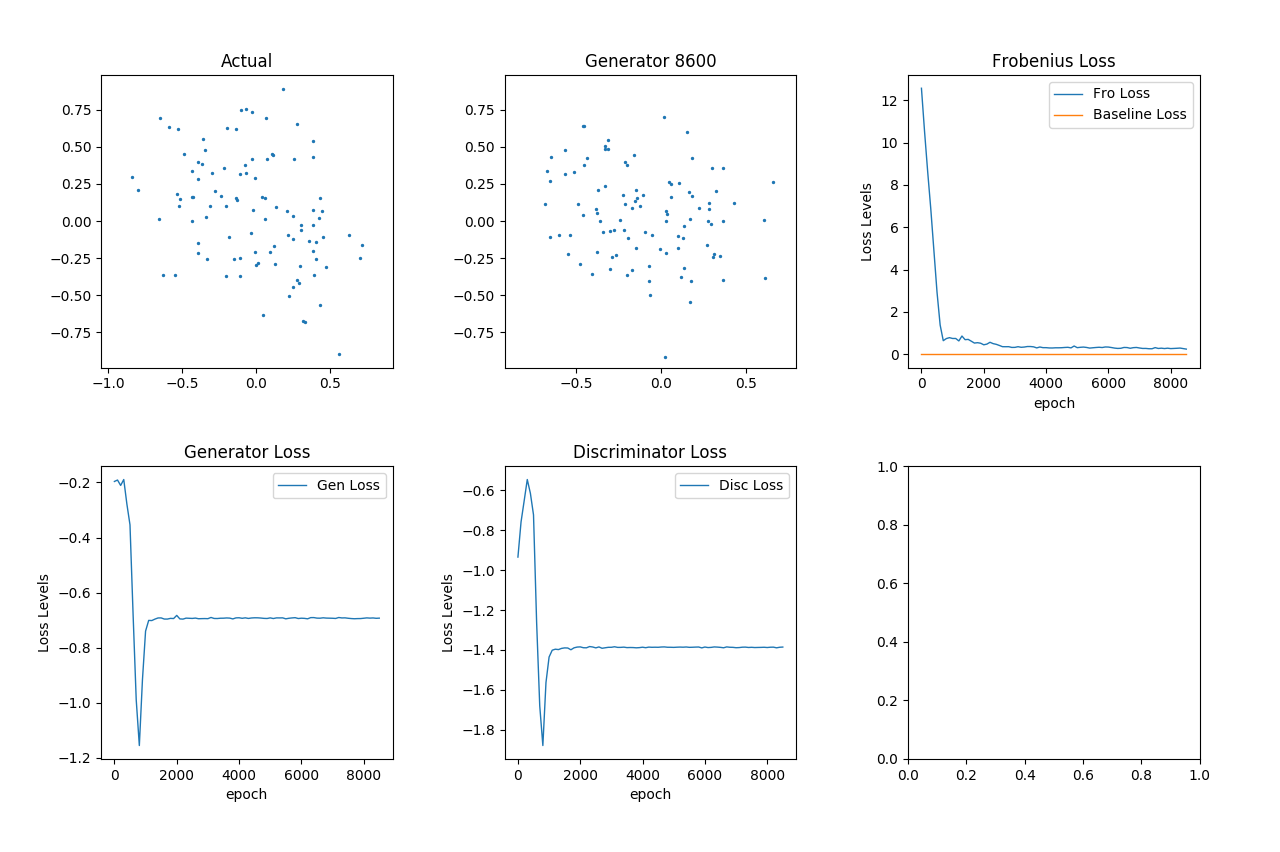 Actual
0.75
0.50
0.25
0.00
−0.25
−0.50
−0.75
−1.0 −0.5 0.0 0.5
Generator 8600
0.75
0.50
0.25
0.00
−0.25
−0.50
−0.75
−0.5 0.0 0.5
Frobenius Loss
Fro Loss
Baseline Loss
Loss Levels
12
10
8
6
4
2
0
0 2000 4000 6000 8000
epoch
Generator Loss
Gen Loss
Loss Levels
−0.2
−0.4
−0.6
−0.8
−1.0
−1.2
0 2000 4000 6000 8000
epoch
Discriminator Loss
Disc Loss
Loss Levels
−0.6
−0.8
−1.0
−1.2
−1.4
−1.6
−1.8
0 2000 4000 6000 8000
epoch
1.0
0.8
0.6
0.4
0.2
0.0
0.0 0.2 0.4 0.6 0.8 1.0